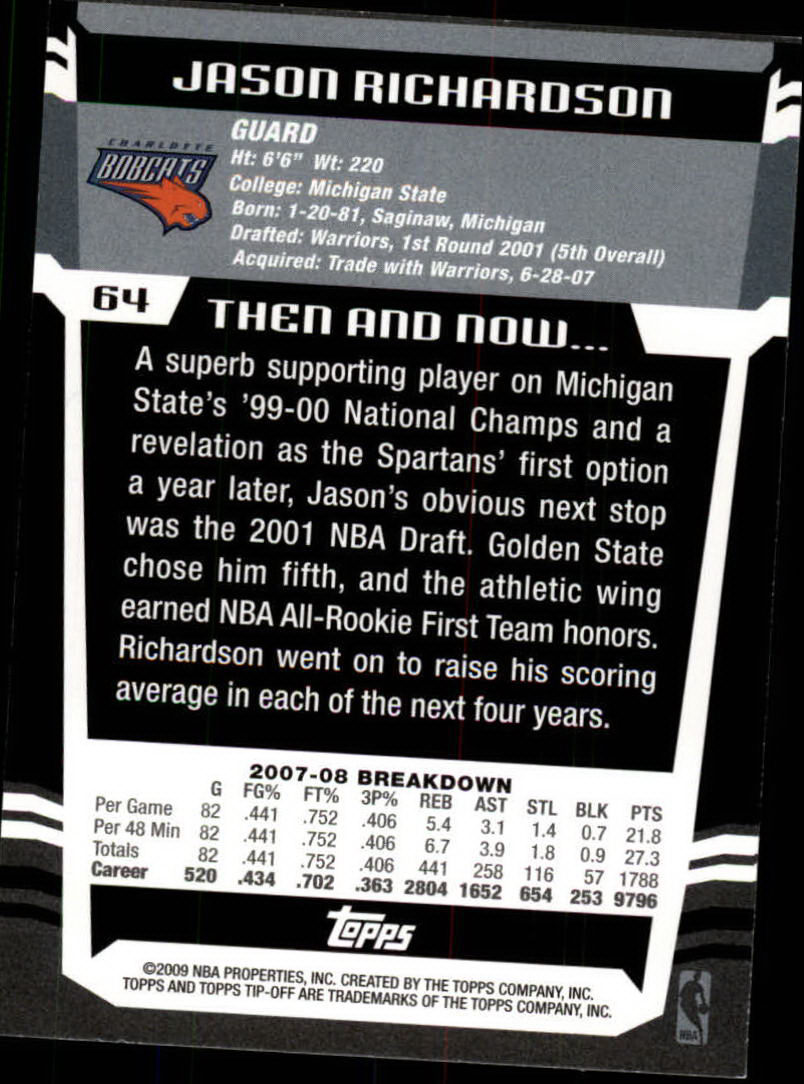 JASON RICHARDSON
CHARLOTTE
BOBCATS
GUARD
Ht: 6'6" Wt: 220
College: Michigan State
Born: 1-20-81, Saginaw, Michigan
Drafted: Warriors, 1st Round 2001 (5th Overall)
Acquired: Trade with Warriors, 6-28-07
64
THEN AND NOW...
A superb supporting player on Michigan
State's '99-00 National Champs and a
revelation as the Spartans' first option
a year later, Jason's obvious next stop
was the 2001 NBA Draft. Golden State
chose him fifth, and the athletic wing
earned NBA All-Rookie First Team honors.
Richardson went on to raise his scoring
average in each of the next four years.
2007-08 BREAKDOWN
G FG% FT% 3P% REB AST STL BLK PTS
Per Game 82 .441 .752 .406 5.4 3.1 1.4 0.7 21.8
Per 48 Min 82 .441 .752 .406 6.7 3.9 1.8 0.9 27.3
Totals 82 .441 .752 .406 441 258 116 57 1788
Career 520 .434 .702 .363 2804 1652 654 253 9796
Topps
©2009 NBA PROPERTIES, INC. CREATED BY THE TOPPS COMPANY, INC.
TOPPS AND TOPPS TIP-OFF ARE TRADEMARKS OF THE TOPPS COMPANY, INC.
NBA